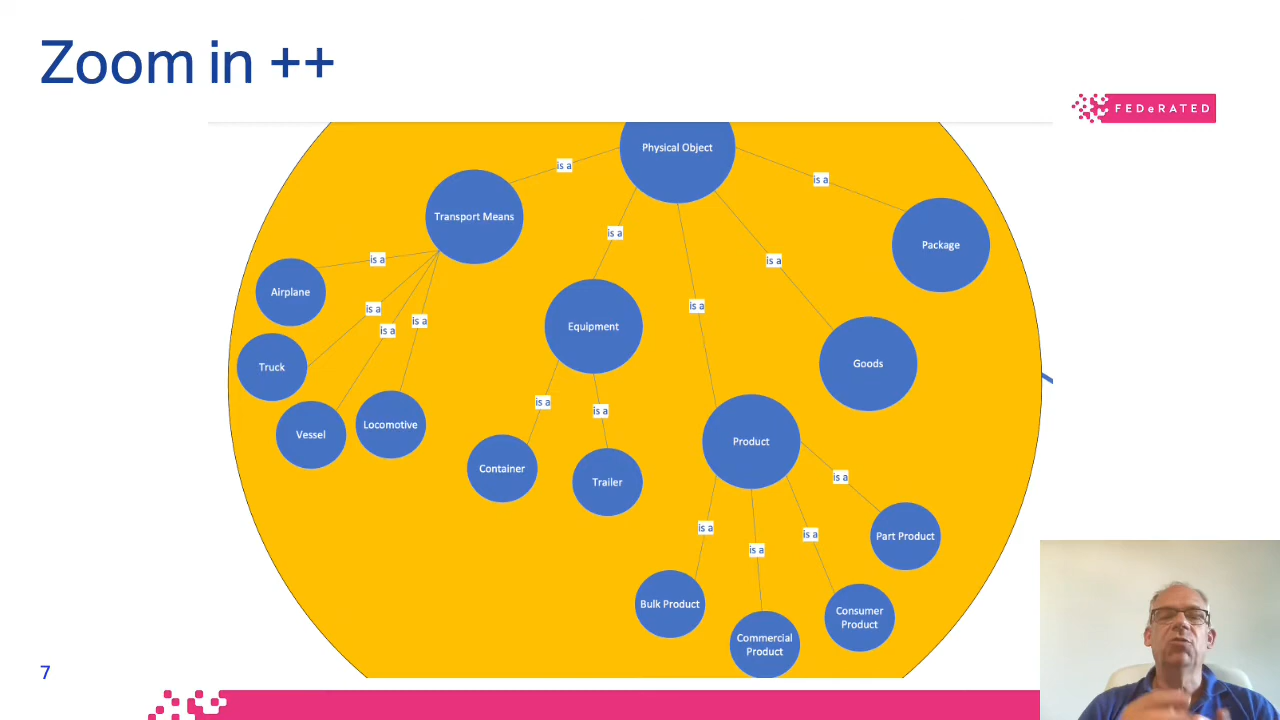 Zoom in ++
FEDeRATED
Physical Object
is a
is a
Transport Means
is a
Package
is a
is a
is a
Airplane
is a
is a
is a
is a
Equipment
Goods
Truck
is a
is a
Locomotive
Vessel
Product
Container
Trailer
is a
is a
is a
is a
Part Product
Bulk Product
Consumer
Product
Commercial
Product
7